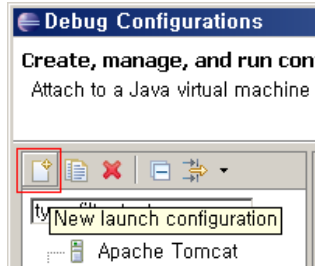 Debug Configurations
Create, manage, and run con
Attach to a Java virtual machine
New launch configuration
Apache Tomcat